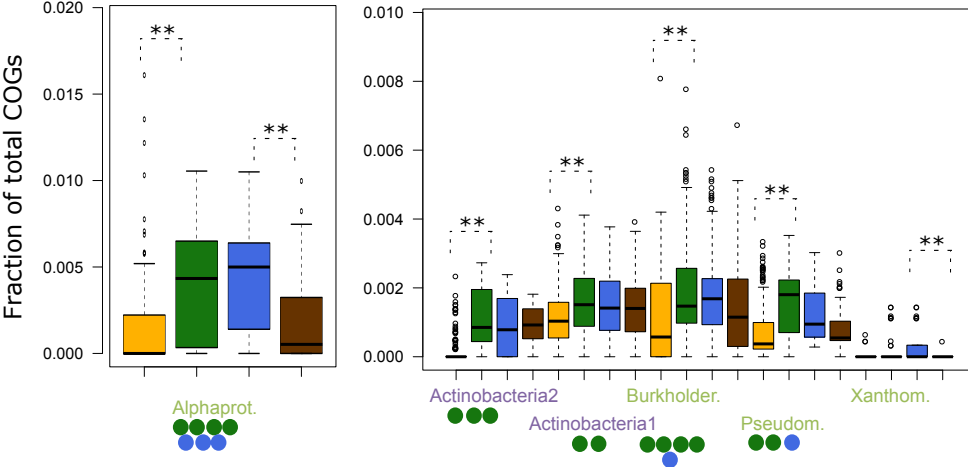 Fraction of total COGs
0.020
0.015
0.010
0.005
0.000
**
**
Alphaprot.
0.010
0.008
0.006
0.004
0.002
0.000
**
**
**
**
**
Actinobacteria2
Actinobacteria1
Burkholder.
Pseudom.
Xanthom.